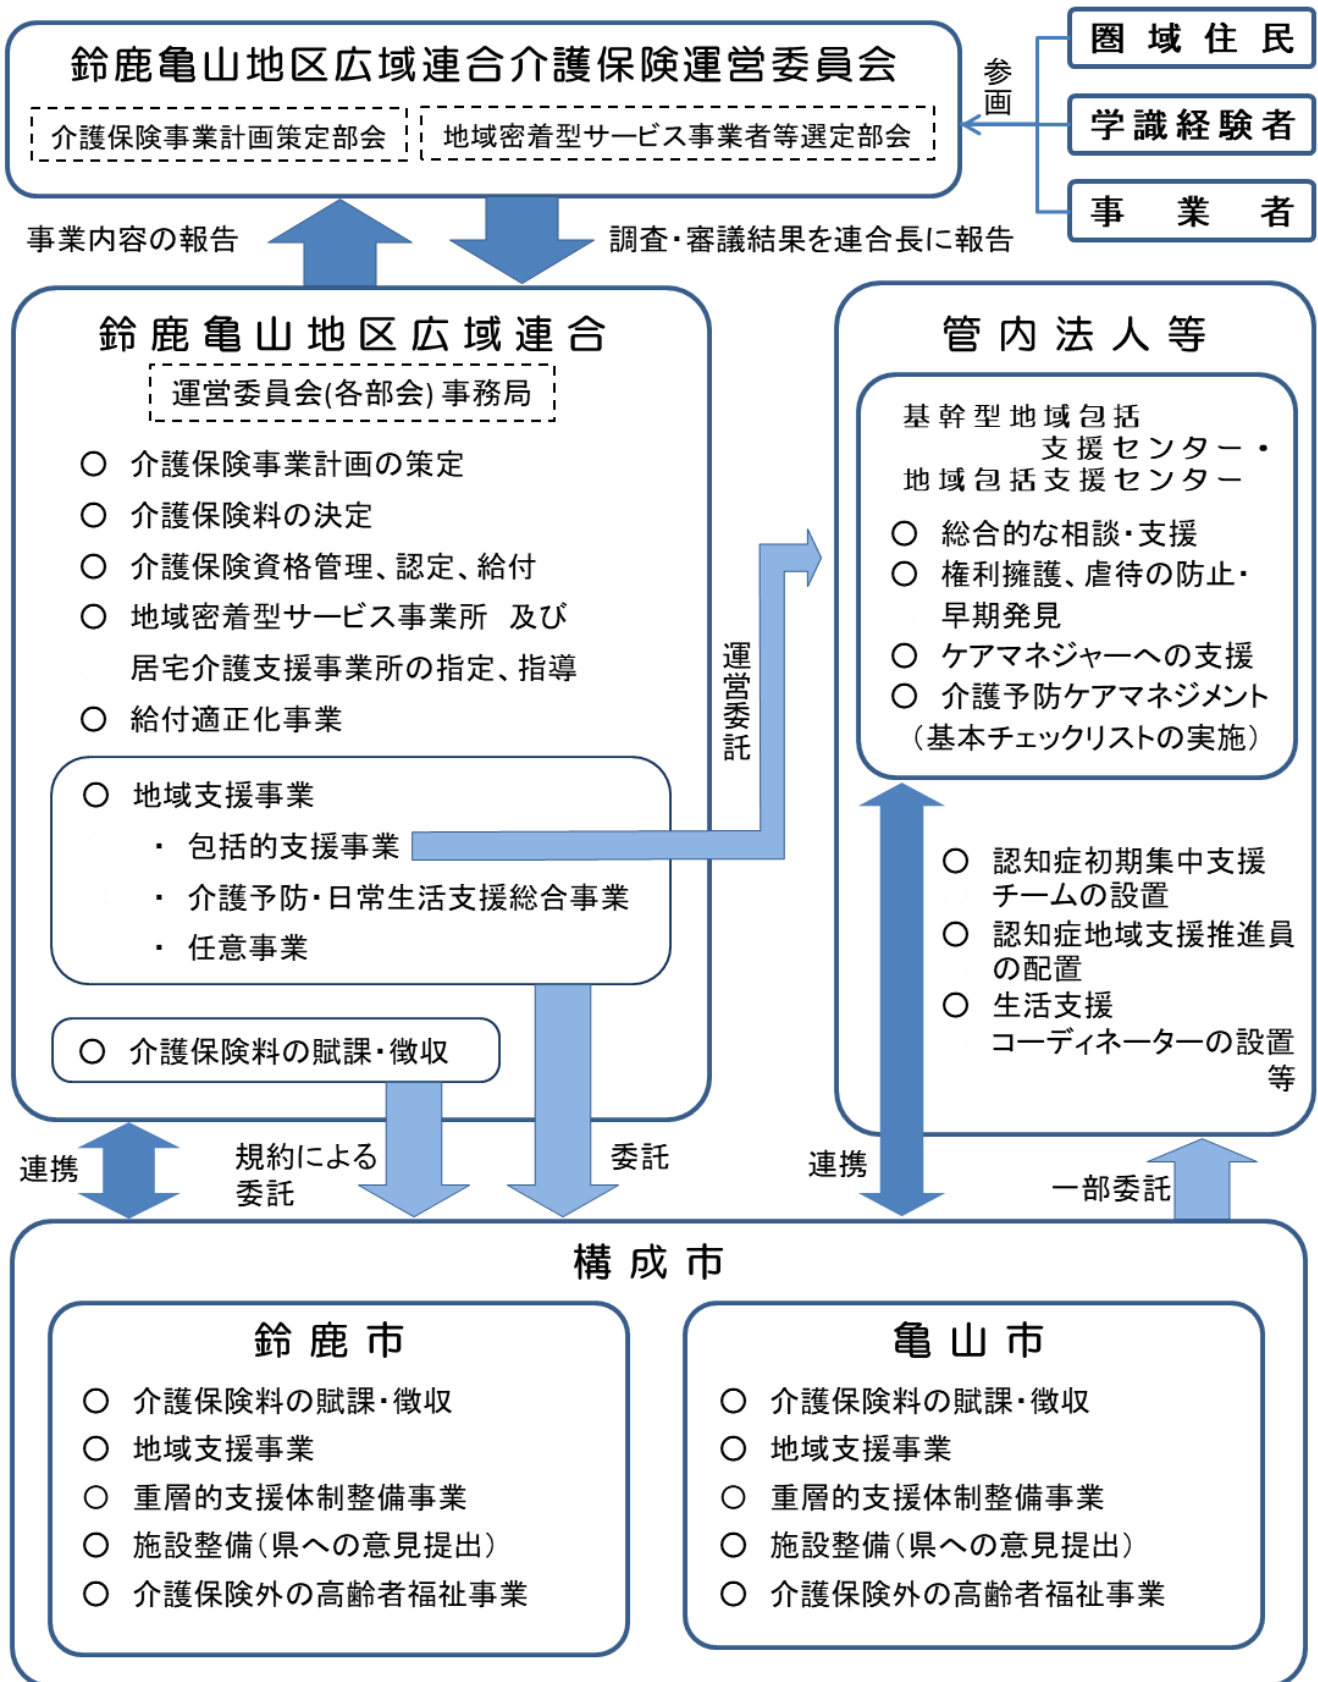 鈴鹿亀山地区広域連合介護保険運営委員会
介護保険事業計画策定部会
地域密着型サービス事業者等選定部会
参画
圏域住民
学識経験者
事業者
事業内容の報告
調査・審議結果を連合長に報告
鈴鹿亀山地区広域連合
運営委員会(各部会) 事務局
○ 介護保険事業計画の策定
○ 介護保険料の決定
○ 介護保険資格管理、認定、給付
○ 地域密着型サービス事業所 及び
居宅介護支援事業所の指定、指導
○ 給付適正化事業
○ 地域支援事業
・ 包括的支援事業
・ 介護予防・日常生活支援総合事業
・ 任意事業
○ 介護保険料の賦課・徴収
運営委託
管内法人等
基幹型地域包括
支援センター・
地域包括支援センター
○ 総合的な相談・支援
○ 権利擁護、虐待の防止・
早期発見
○ ケアマネジャーへの支援
○ 介護予防ケアマネジメント
（基本チェックリストの実施）
○ 認知症初期集中支援
チームの設置
○ 認知症地域支援推進員
の配置
○ 生活支援
コーディネーターの設置
等
連携
規約による
委託
委託
連携
一部委託
構成市
鈴鹿市
○ 介護保険料の賦課・徴収
○ 地域支援事業
○ 重層的支援体制整備事業
○ 施設整備（県への意見提出）
○ 介護保険外の高齢者福祉事業
亀山市
○ 介護保険料の賦課・徴収
○ 地域支援事業
○ 重層的支援体制整備事業
○ 施設整備（県への意見提出）
○ 介護保険外の高齢者福祉事業